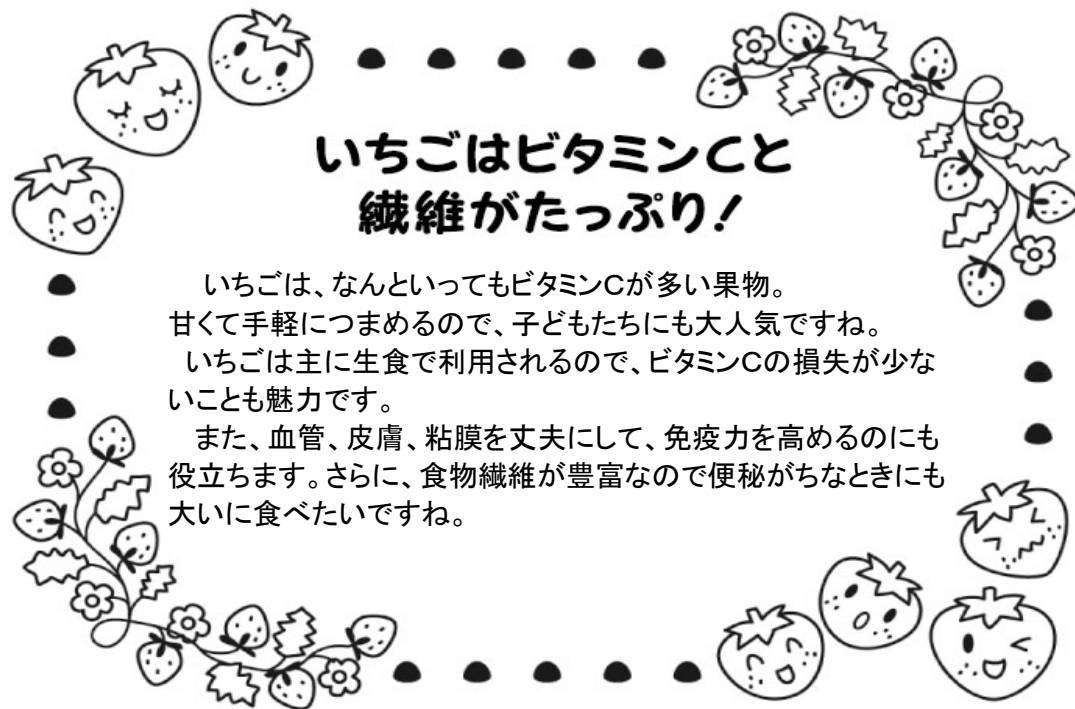 いちごはビタミンCと
繊維がたっぷり!
いちごは、なんといってもビタミンCが多い果物。
甘くて手軽につまめるので、子どもたちにも大人気ですね。
いちごは主に生食で利用されるので、ビタミンCの損失が少な
いことも魅力です。
また、血管、皮膚、粘膜を丈夫にして、免疫力を高めるのにも
役立ちます。さらに、食物繊維が豊富なので便秘がちなときにも
大いに食べたいですね。